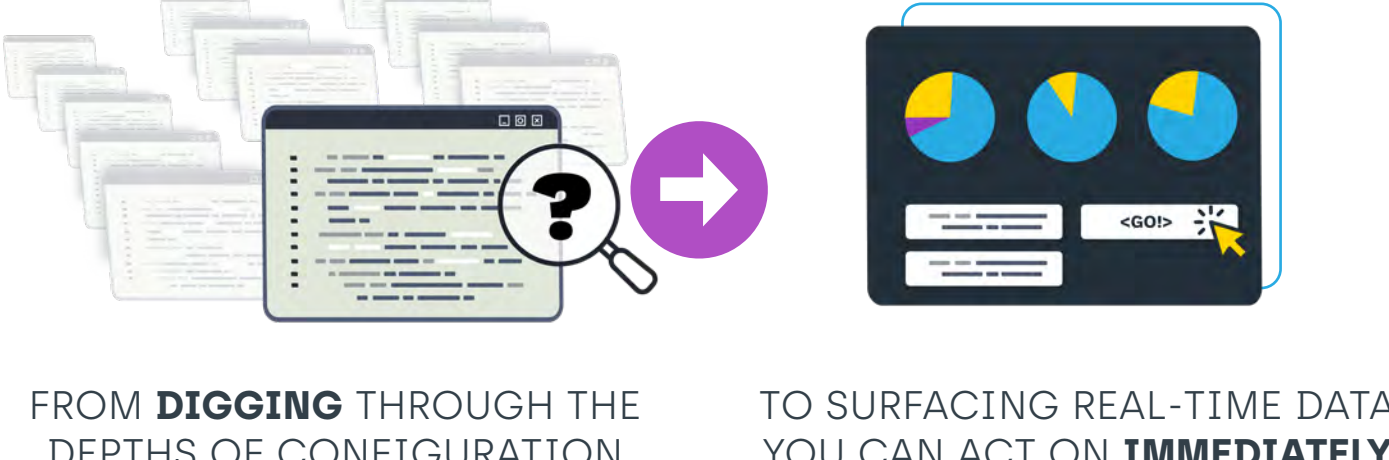 ?
<GO!>
FROM DIGGING THROUGH THE
DEPTHS OF CONFIGURATION
TO SURFACING REAL-TIME DATA
YOU CAN ACT ON IMMEDIATELY